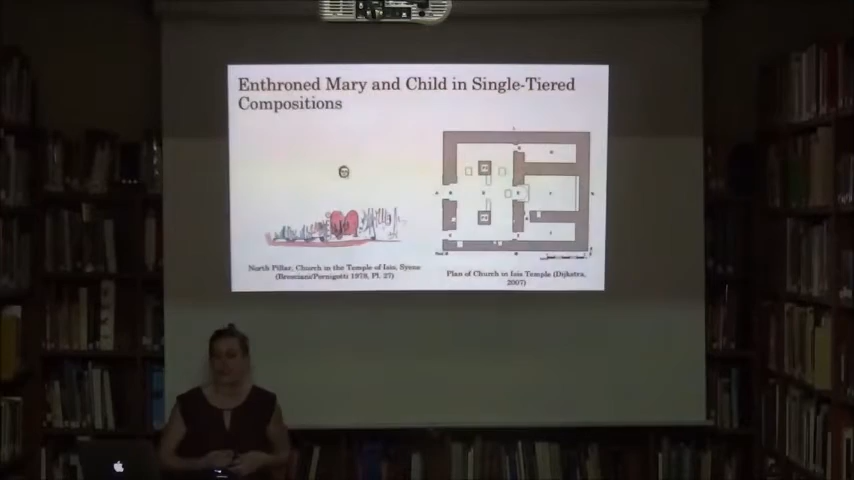 Enthroned Mary and Child in Single-Tiered
Compositions
North Pillar, Church in the Temple of Isis, Syene
(Bresciani/Pernigotti 1978, Pl. 27)
Plan of Church in Isis Temple (Dijkstra,
2007)